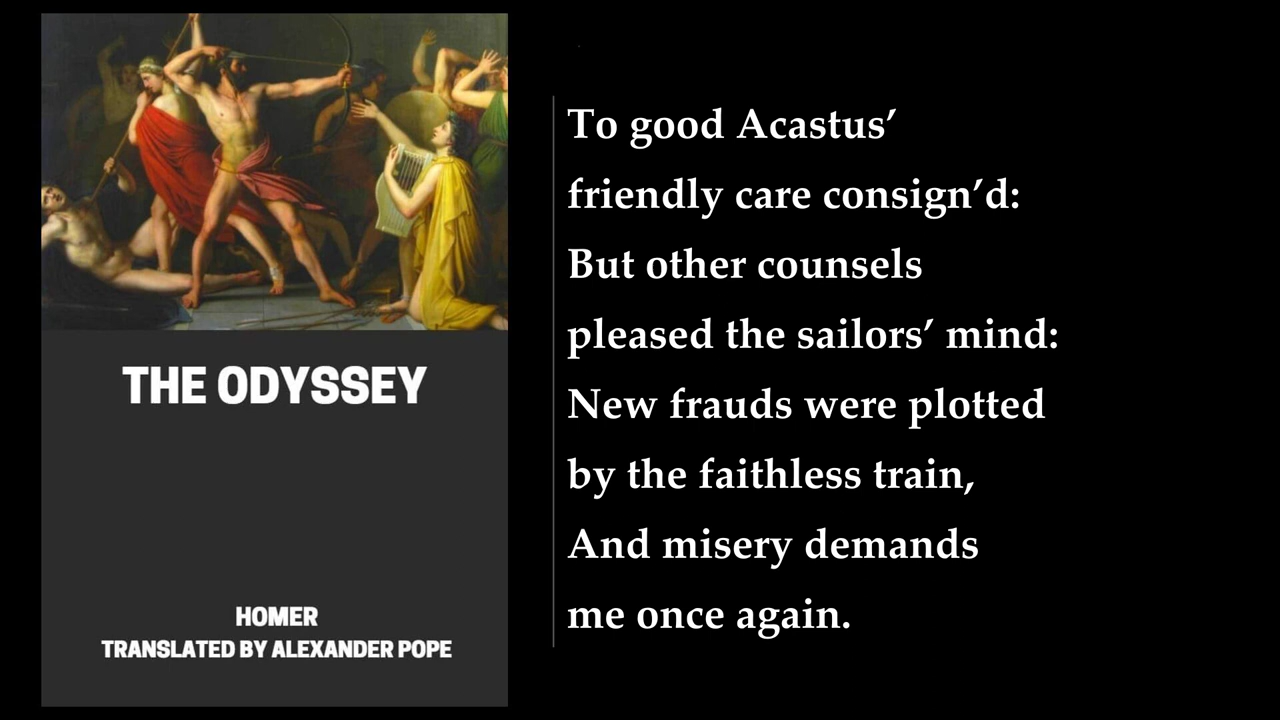 THE ODYSSEY
HOMER
TRANSLATED BY ALEXANDER POPE
To good Acastus’
friendly care consign’d:
But other counsels
pleased the sailors’ mind:
New frauds were plotted
by the faithless train,
And misery demands
me once again.